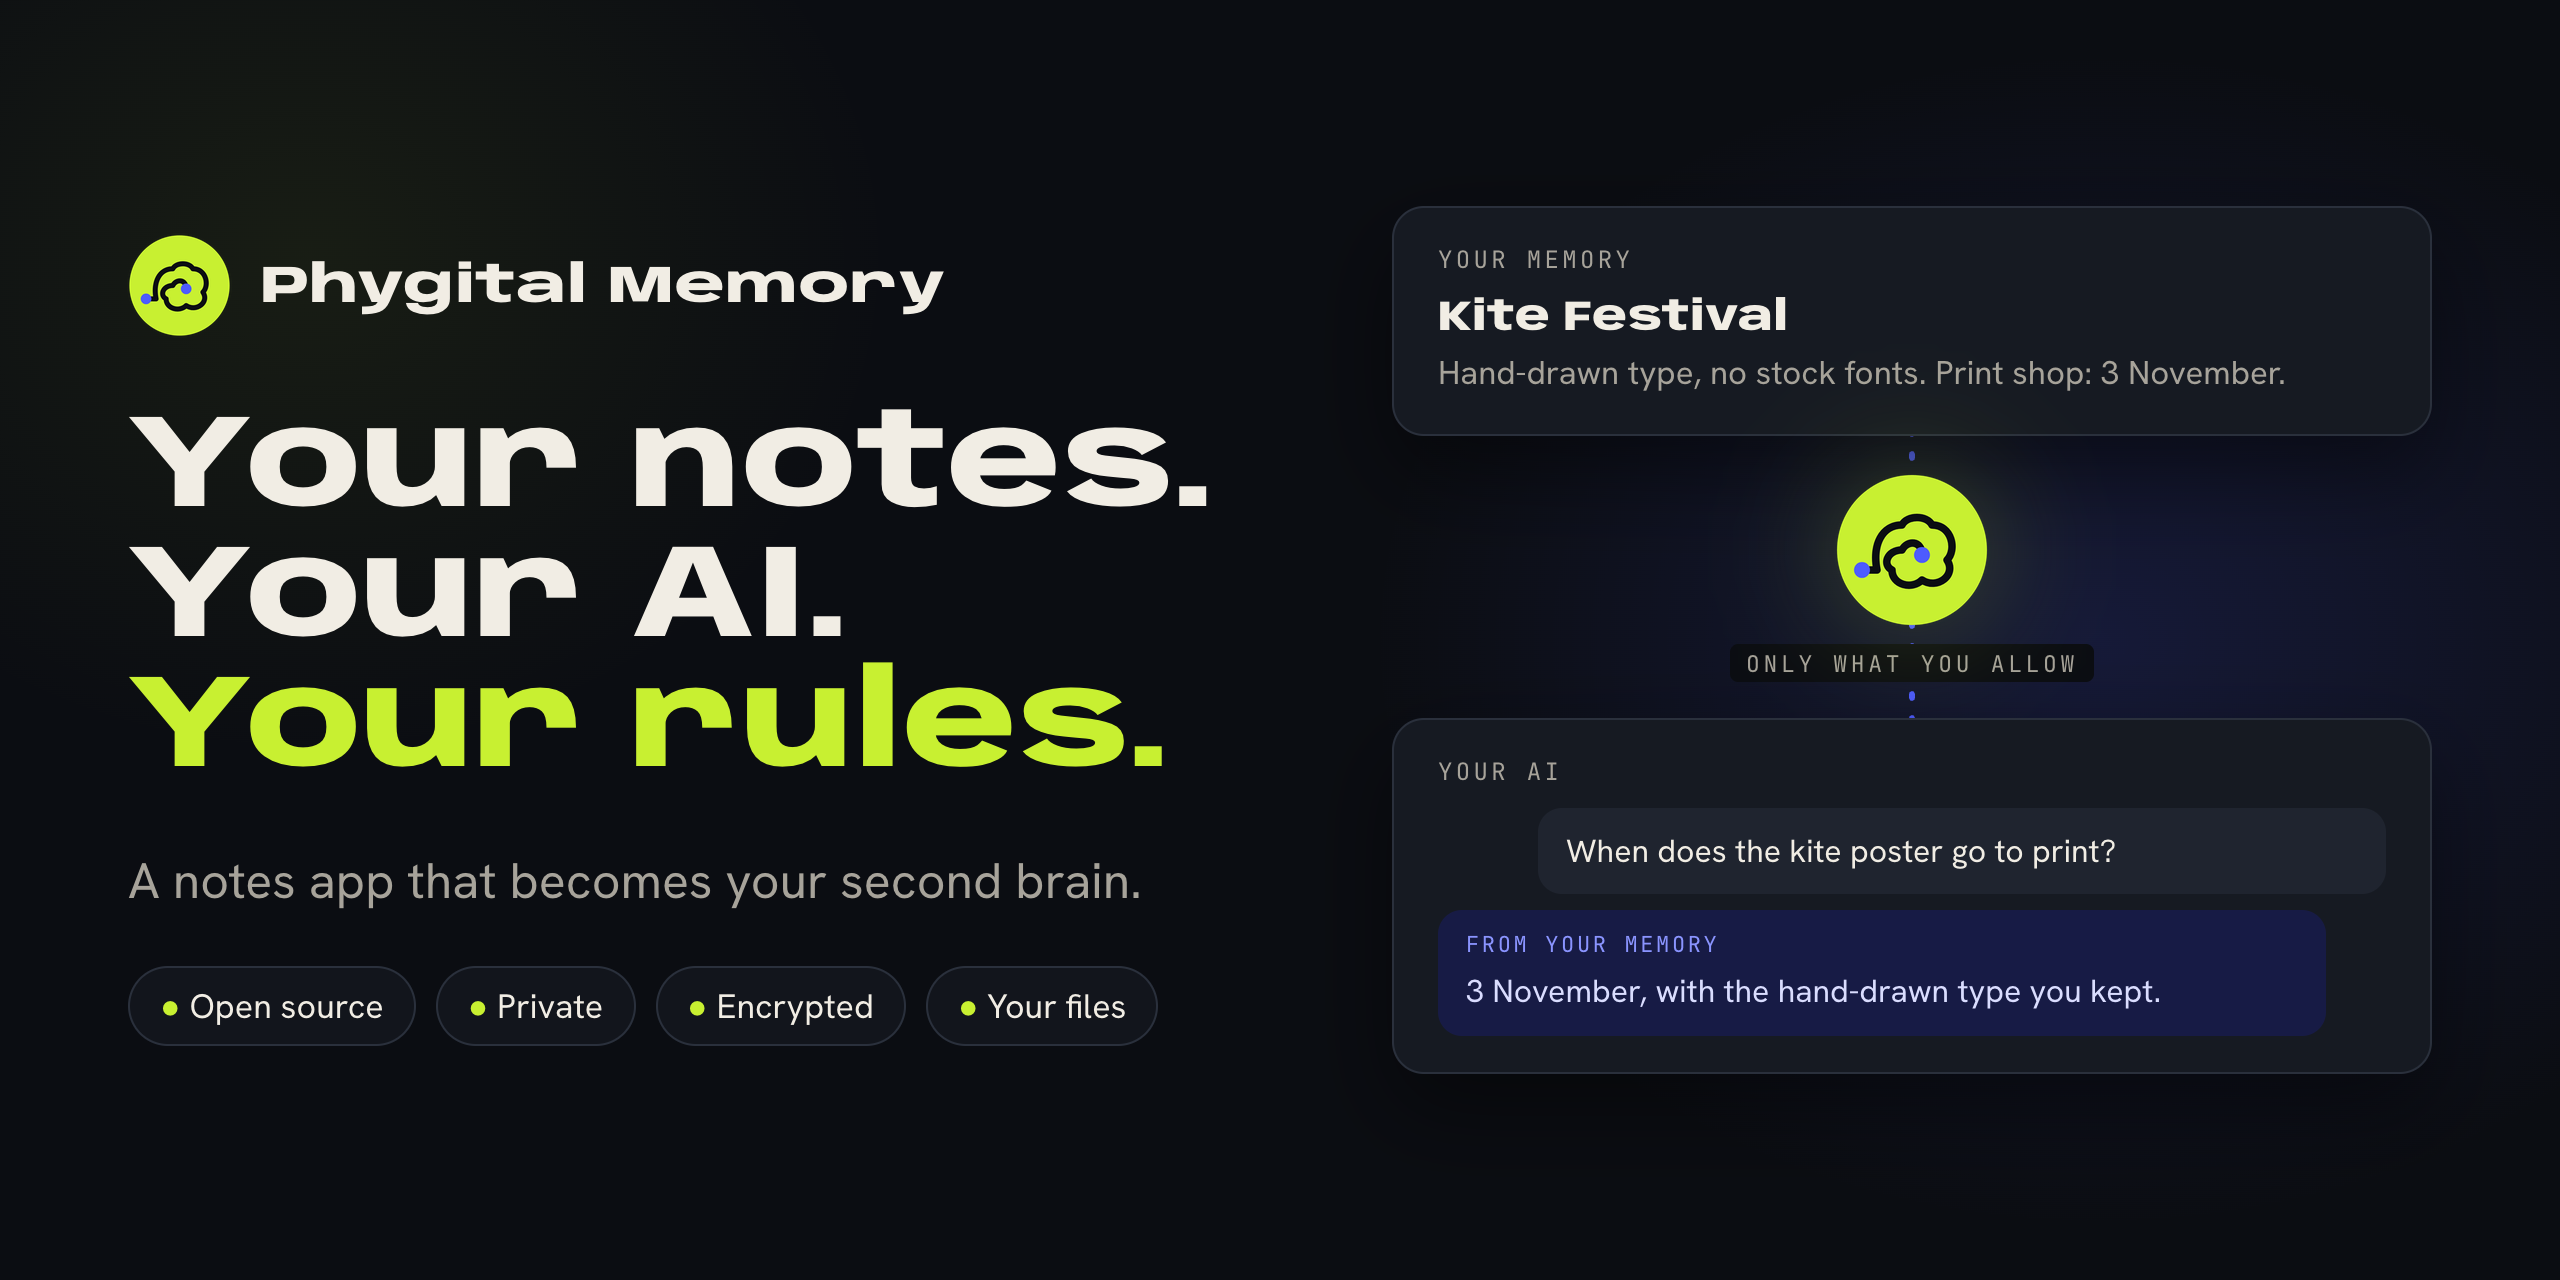 Phygital Memory
Your notes.
Your AI.
Your rules.
A notes app that becomes your second brain.
Open source
Private
Encrypted
Your files
YOUR MEMORY
Kite Festival
Hand-drawn type, no stock fonts. Print shop: 3 November.
ONLY WHAT YOU ALLOW
YOUR AI
When does the kite poster go to print?
FROM YOUR MEMORY
3 November, with the hand-drawn type you kept.